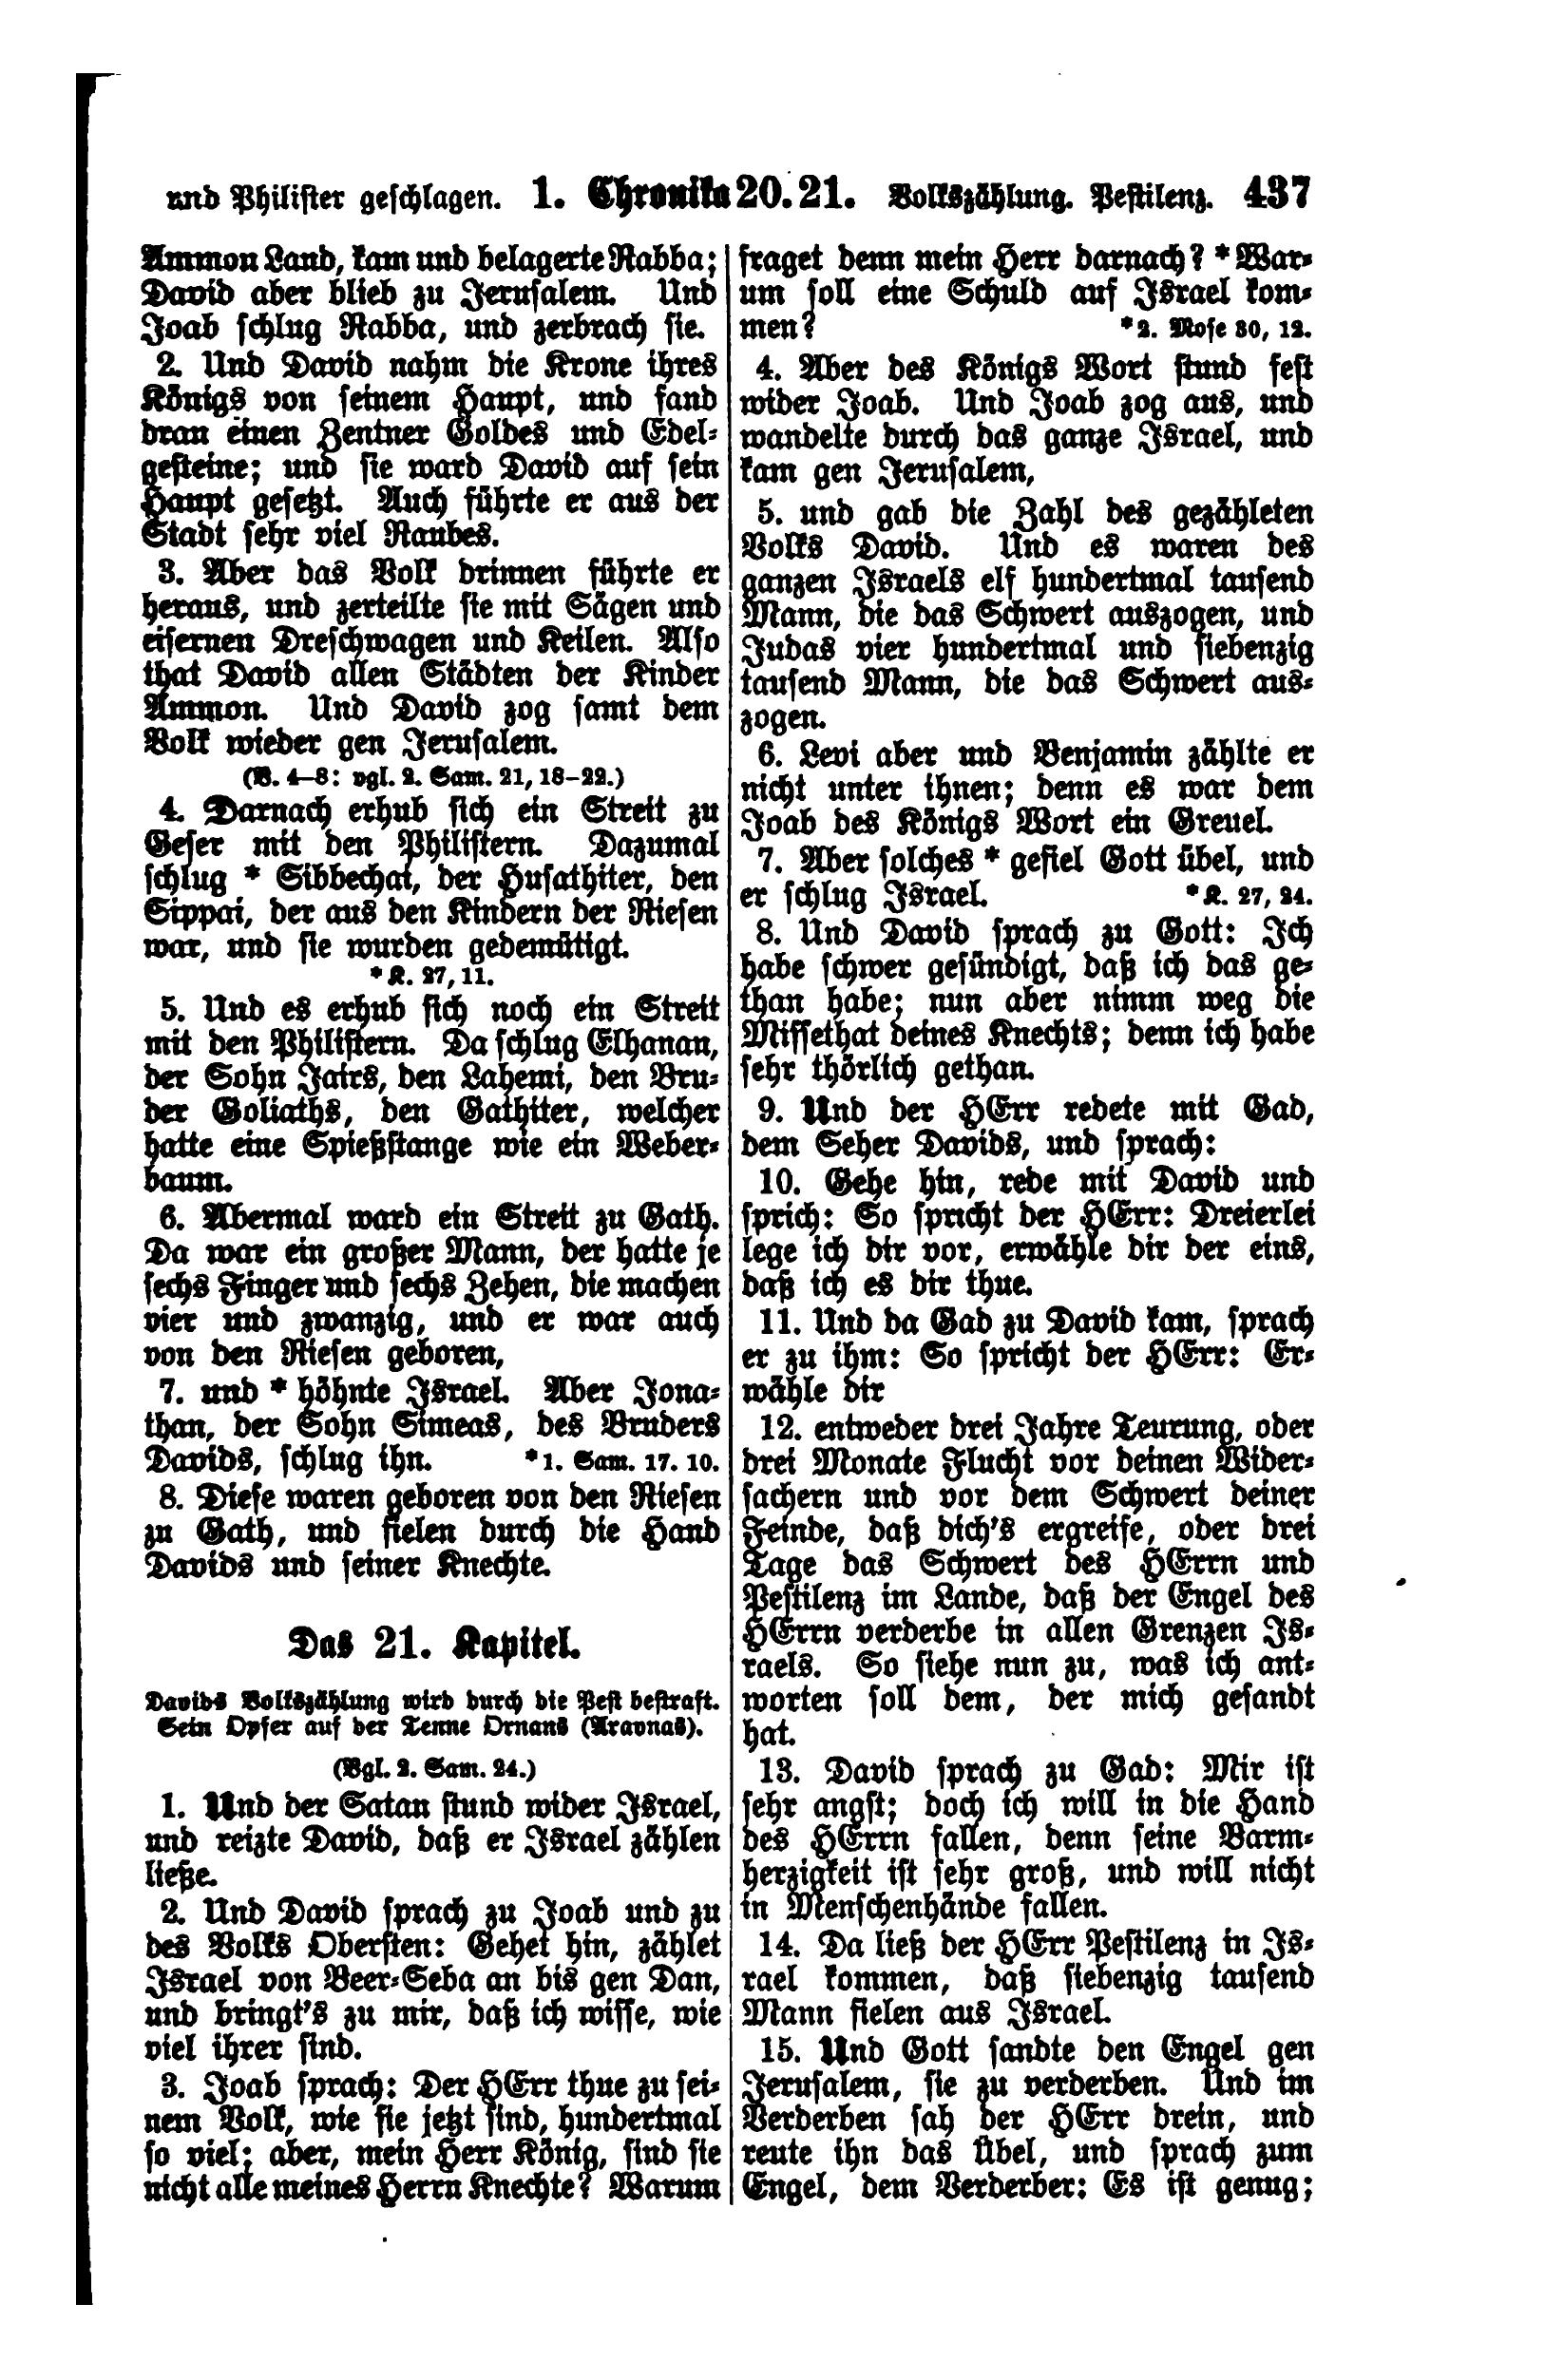 und Philister geschlagen. 1. Chronika 20. 21. Volkszählung. Pestilenz. 437
Ammon Land, kam und belagerte Rabba;
David aber blieb zu Jerusalem. Und
Joab schlug Rabba, und zerbrach sie.
2. Und David nahm die Krone ihres
Königs von seinem Haupt, und fand
dran einen Zentner Goldes und Edel-
gesteine; und sie ward David auf sein
Haupt gesetzt. Auch führte er aus der
Stadt sehr viel Raubes.
3. Aber das Volk drinnen führte er
heraus, und zerteilte sie mit Sägen und
eisernen Dreschwagen und Keilen. Also
that David allen Städten der Kinder
Ammon. Und David zog samt dem
Volk wieder gen Jerusalem.
(V. 4–8: vgl. 2. Sam. 21, 18–22.)
4. Darnach erhub sich ein Streit zu
Geser mit den Philistern. Dazumal
schlug * Sibbechai, der Husathiter, den
Sippai, der aus den Kindern der Riesen
war, und sie wurden gedemütigt.
*K. 27, 11.
5. Und es erhub sich noch ein Streit
mit den Philistern. Da schlug Elhanan,
der Sohn Jairs, den Lahemi, den Bru-
der Goliaths, den Gathiter, welcher
hatte eine Spießstange wie ein Weber-
baum.
6. Abermal ward ein Streit zu Gath.
Da war ein großer Mann, der hatte je
sechs Finger und sechs Zehen, die machen
vier und zwanzig, und er war auch
von den Riesen geboren,
7. und * höhnte Israel. Aber Jona-
than, der Sohn Simeas, des Bruders
Davids, schlug ihn. *1. Sam. 17. 10.
8. Diese waren geboren von den Riesen
zu Gath, und fielen durch die Hand
Davids und seiner Knechte.
Das 21. Kapitel.
Davids Volkszählung wird durch die Pest bestraft.
Sein Opfer auf der Tenne Ornans (Aravnas).
(Vgl. 2. Sam. 24.)
1. Und der Satan stund wider Israel,
und reizte David, daß er Israel zählen
ließe.
2. Und David sprach zu Joab und zu
des Volks Obersten: Gehet hin, zählet
Israel von Beer-Seba an bis gen Dan,
und bringt's zu mir, daß ich wisse, wie
viel ihrer sind.
3. Joab sprach: Der HErr thue zu sei-
nem Volk, wie sie jetzt sind, hundertmal
so viel; aber, mein Herr König, sind sie
nicht alle meines Herrn Knechte? Warum
fraget denn mein Herr darnach? * War-
um soll eine Schuld auf Israel kom-
men? *2. Mose 30, 12.
4. Aber des Königs Wort stund fest
wider Joab. Und Joab zog aus, und
wandelte durch das ganze Israel, und
kam gen Jerusalem,
5. und gab die Zahl des gezähleten
Volks David. Und es waren des
ganzen Israels elf hundertmal tausend
Mann, die das Schwert auszogen, und
Judas vier hundertmal und siebenzig
tausend Mann, die das Schwert aus-
zogen.
6. Levi aber und Benjamin zählte er
nicht unter ihnen; denn es war dem
Joab des Königs Wort ein Greuel.
7. Aber solches * gefiel Gott übel, und
er schlug Israel. *K. 27, 24.
8. Und David sprach zu Gott: Ich
habe schwer gesündigt, daß ich das ge-
than habe; nun aber nimm weg die
Missethat deines Knechts; denn ich habe
sehr thörlich gethan.
9. Und der HErr redete mit Gad,
dem Seher Davids, und sprach:
10. Gehe hin, rede mit David und
sprich: So spricht der HErr: Dreierlei
lege ich dir vor, erwähle dir der eins,
daß ich es dir thue.
11. Und da Gad zu David kam, sprach
er zu ihm: So spricht der HErr: Er-
wähle dir
12. entweder drei Jahre Teurung, oder
drei Monate Flucht vor deinen Wider-
sachern und vor dem Schwert deiner
Feinde, daß dich's ergreife, oder drei
Tage das Schwert des HErrn und
Pestilenz im Lande, daß der Engel des
HErrn verderbe in allen Grenzen Is-
raels. So siehe nun zu, was ich ant-
worten soll dem, der mich gesandt
hat.
13. David sprach zu Gad: Mir ist
sehr angst; doch ich will in die Hand
des HErrn fallen, denn seine Barm-
herzigkeit ist sehr groß, und will nicht
in Menschenhände fallen.
14. Da ließ der HErr Pestilenz in Is-
rael kommen, daß siebenzig tausend
Mann fielen aus Israel.
15. Und Gott sandte den Engel gen
Jerusalem, sie zu verderben. Und im
Verderben sah der HErr drein, und
reute ihn das Übel, und sprach zum
Engel, dem Verderber: Es ist genug;